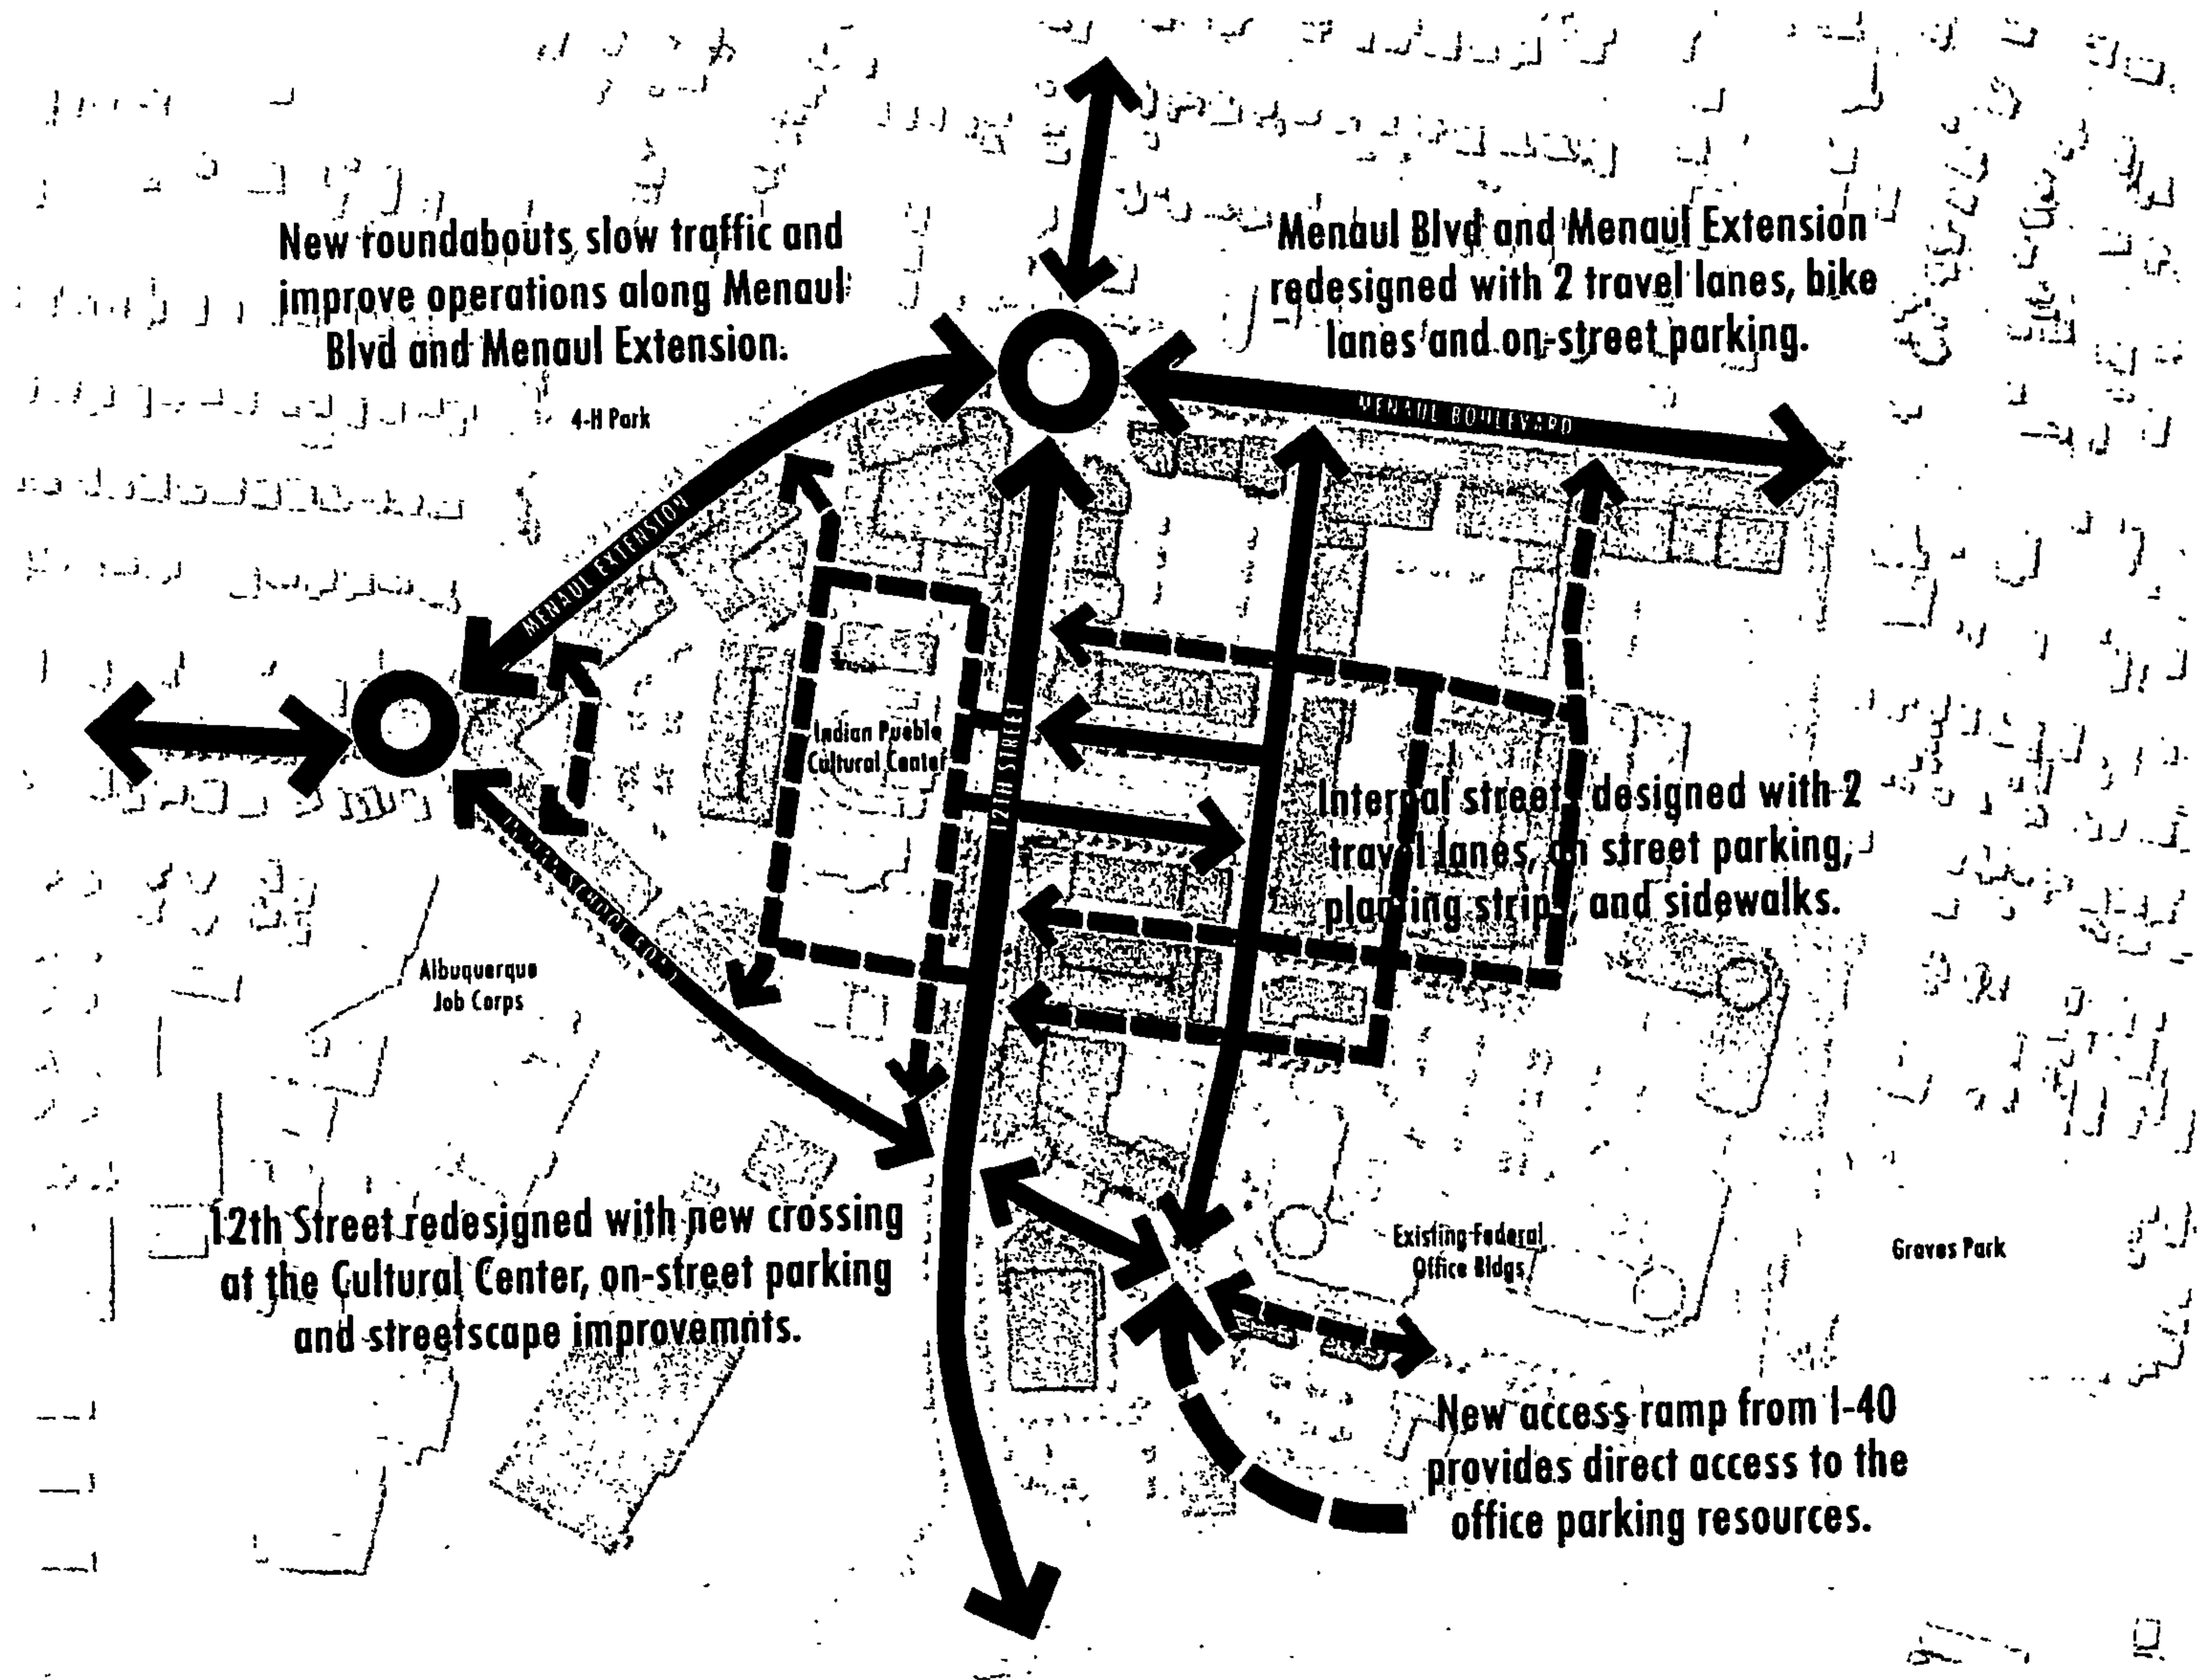 New roundabouts slow traffic and
improve operations along Menaul
Blvd and Menaul Extension.
Menaul Blvd and Menaul Extension
redesigned with 2 travel lanes, bike
lanes and on-street parking.
4-H Park
MENAUL BOULEVARD
MENAUL EXTENSION
Indian Pueblo
Cultural Center
12TH STREET
Internal streets designed with 2
travel lanes, on street parking,
planting strips, and sidewalks.
INDIAN SCHOOL ROAD
Albuquerque
Job Corps
12th Street redesigned with new crossing
at the Cultural Center, on-street parking
and streetscape improvemnts.
Existing Federal
Office Bldgs
Graves Park
New access ramp from I-40
provides direct access to the
office parking resources.